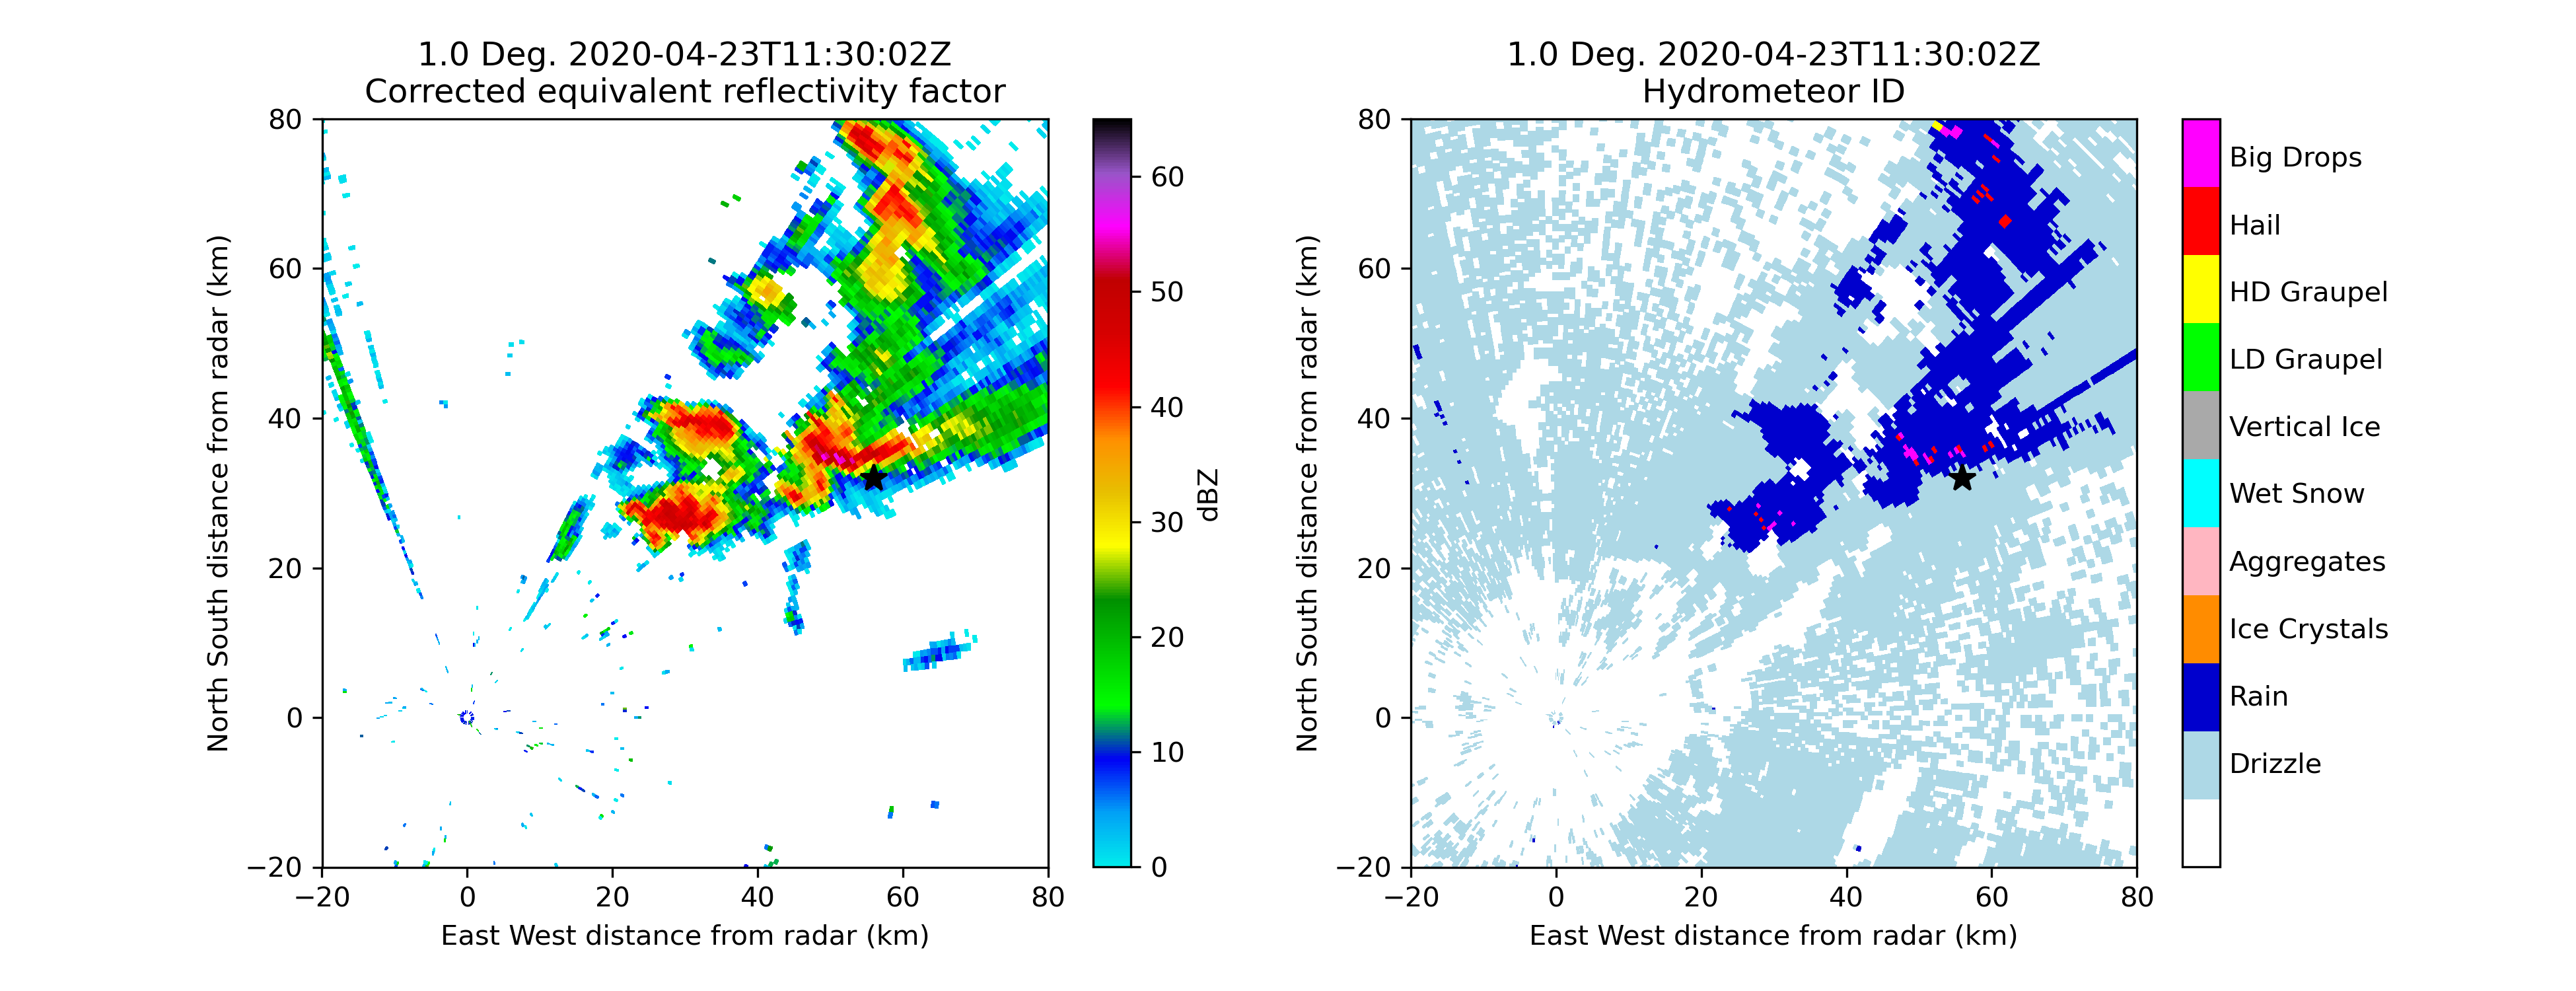 1.0 Deg. 2020-04-23T11:30:02Z
Corrected equivalent reflectivity factor
80
60
40
20
0
−20
North South distance from radar (km)
−20 0 20 40 60 80
East West distance from radar (km)
60
50
40
30
20
10
0
dBZ
1.0 Deg. 2020-04-23T11:30:02Z
Hydrometeor ID
80
60
40
20
0
−20
North South distance from radar (km)
−20 0 20 40 60 80
East West distance from radar (km)
Big Drops
Hail
HD Graupel
LD Graupel
Vertical Ice
Wet Snow
Aggregates
Ice Crystals
Rain
Drizzle